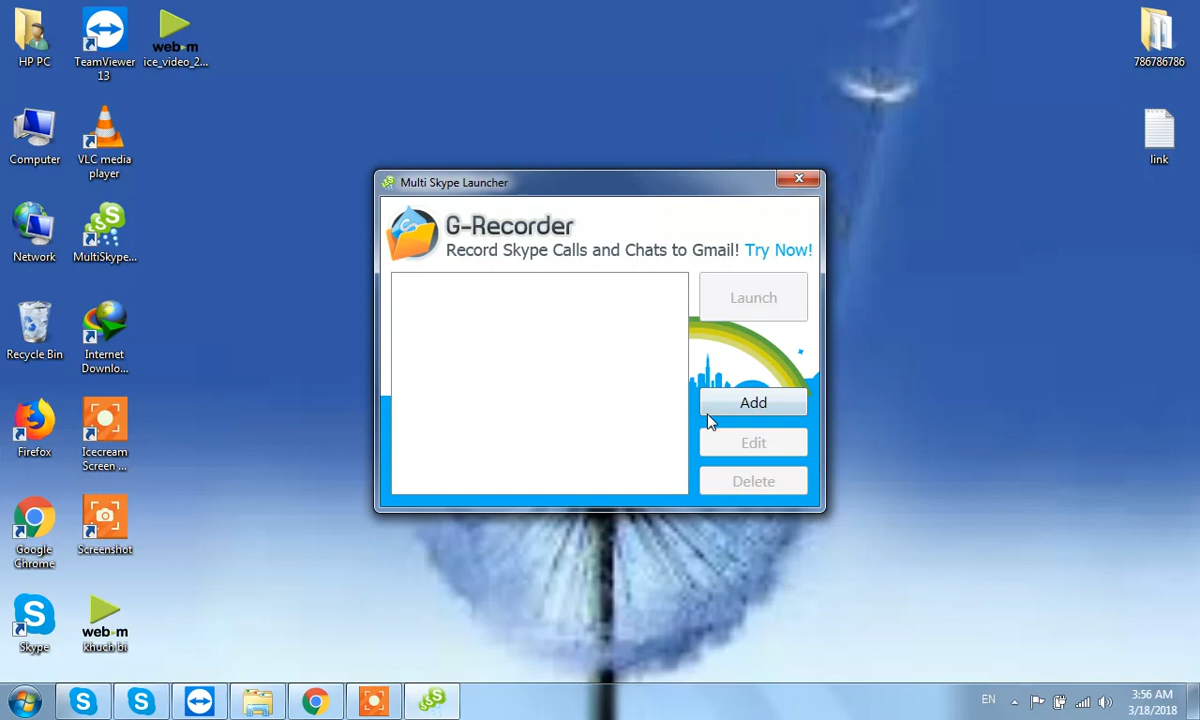 HP PC
TeamViewer
13
web m
ice_video_2...
Computer
VLC media
player
Network
MultiSkype...
Recycle Bin
Internet
Downlo...
Firefox
Icecream
Screen ...
Google
Chrome
Screenshot
Skype
web m
khuch bi
786786786
link
Multi Skype Launcher
G-Recorder
Record Skype Calls and Chats to Gmail! Try Now!
Launch
Add
Edit
Delete
EN
3:56 AM
3/18/2018